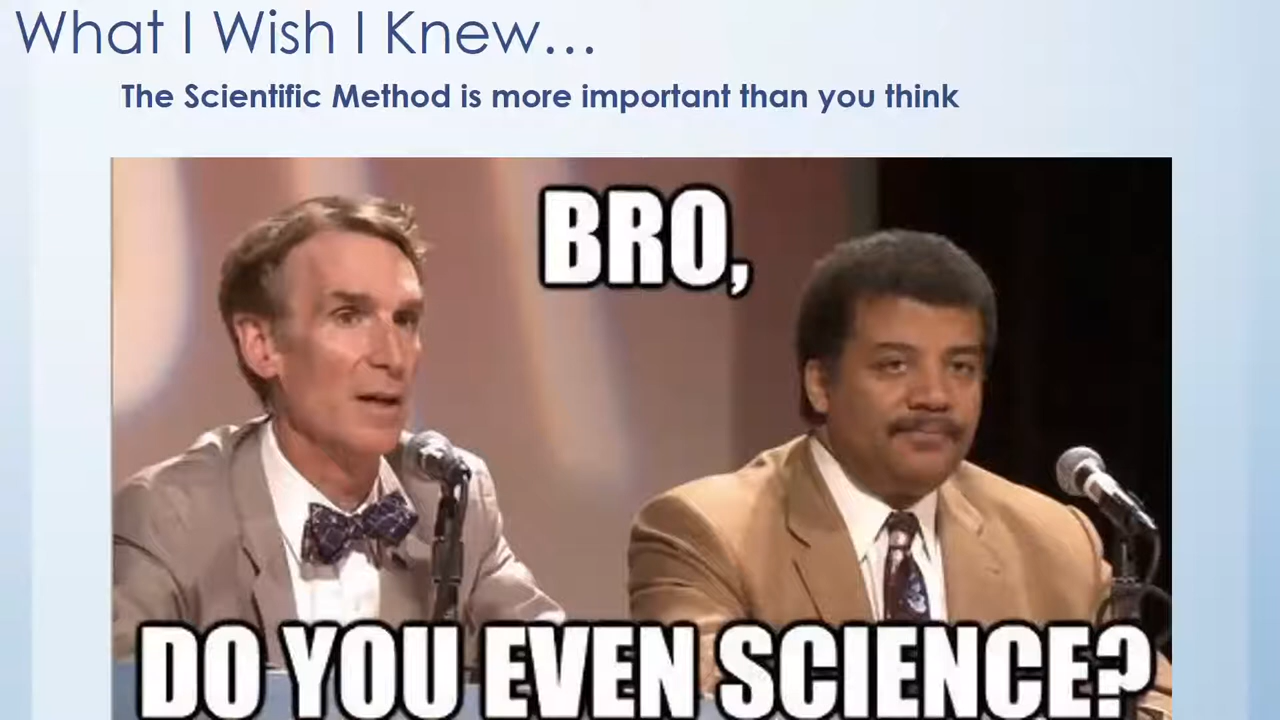 What I Wish I Knew...
The Scientific Method is more important than you think
BRO,
DO YOU EVEN SCIENCE?